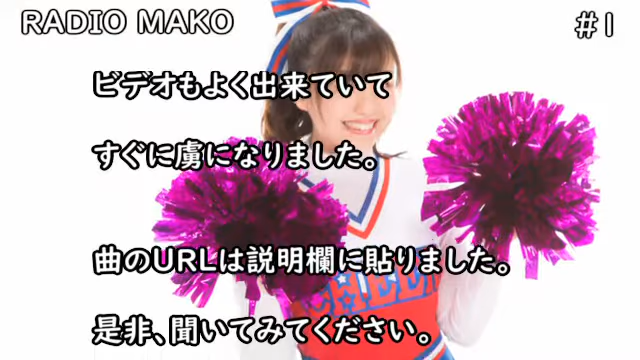 RADIO MAKO
#1
ビデオもよく出来ていて
すぐに虜になりました。
曲のURLは説明欄に貼りました。
是非、聞いてみてください。